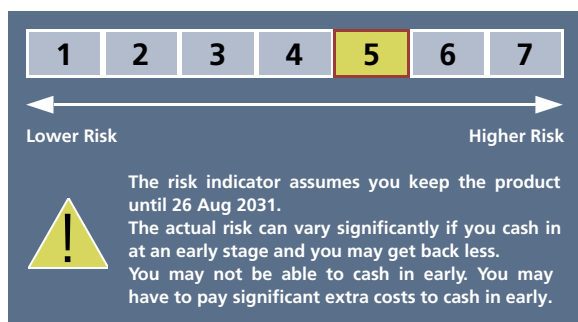 1 2 3 4 5 6 7
Lower Risk Higher Risk
The risk indicator assumes you keep the product
until 26 Aug 2031.
The actual risk can vary significantly if you cash in
at an early stage and you may get back less.
You may not be able to cash in early. You may
have to pay significant extra costs to cash in early.
!